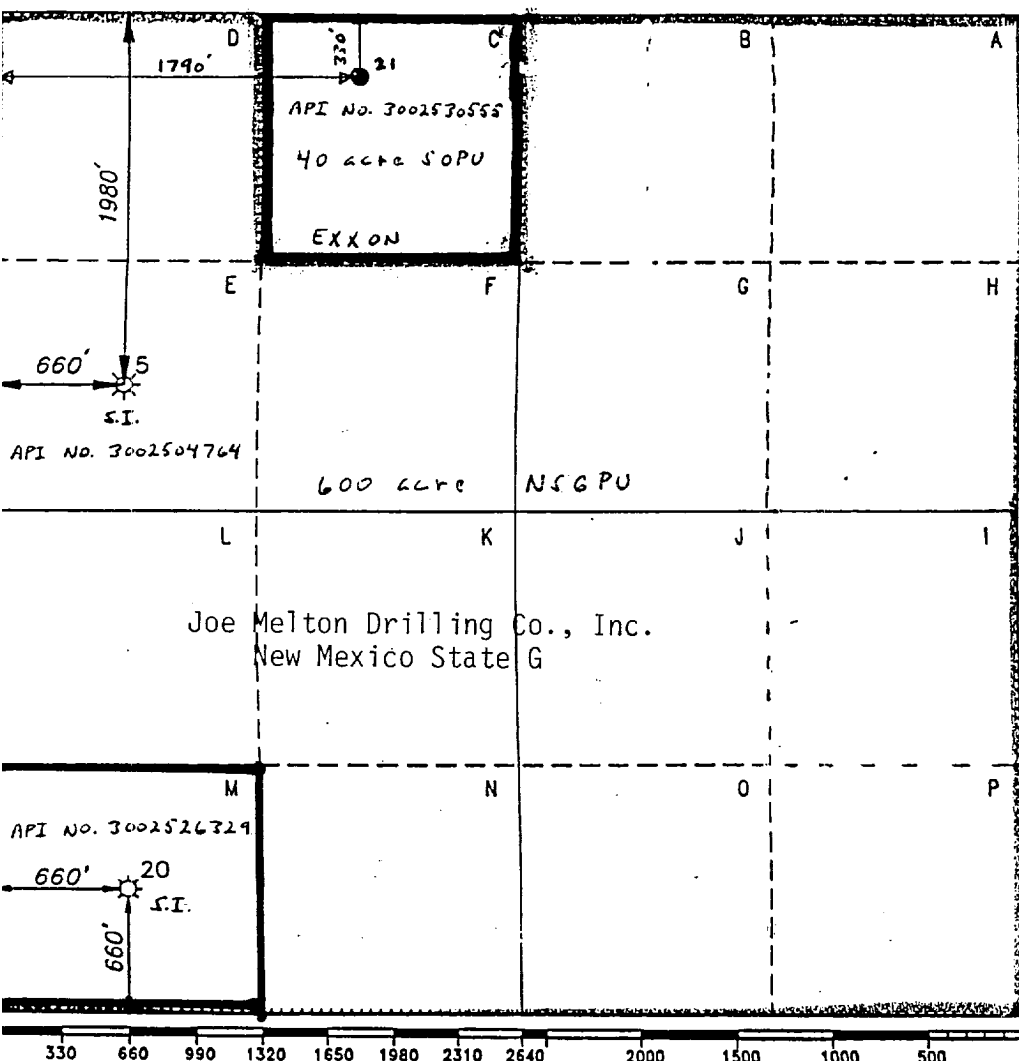 D
C
B
A
330'
1790'
21
API No. 3002530555
40 acre SOPU
1980'
EXXON
E
F
G
H
660'
5
S.I.
API No. 3002504764
600 acre NSGPU
L
K
J
I
Joe Melton Drilling Co., Inc.
New Mexico State G
M
N
O
P
API No. 3002526329
660'
20
S.I.
660'
330 660 990 1320 1650 1980 2310 2640 2000 1500 1000 500